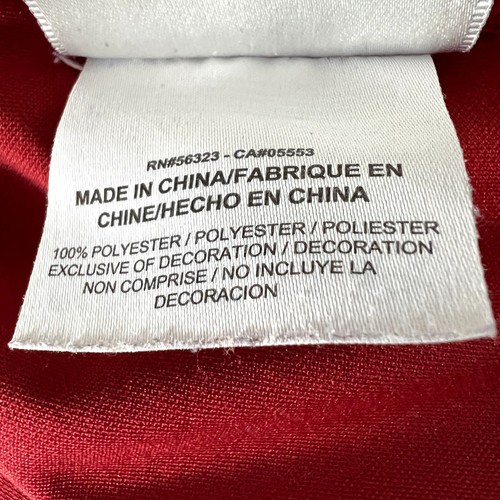 RN#56323 - CA#05553
MADE IN CHINA/FABRIQUE EN
CHINE/HECHO EN CHINA
100% POLYESTER / POLYESTER / POLIESTER
EXCLUSIVE OF DECORATION / DECORATION
NON COMPRISE / NO INCLUYE LA
DECORACION